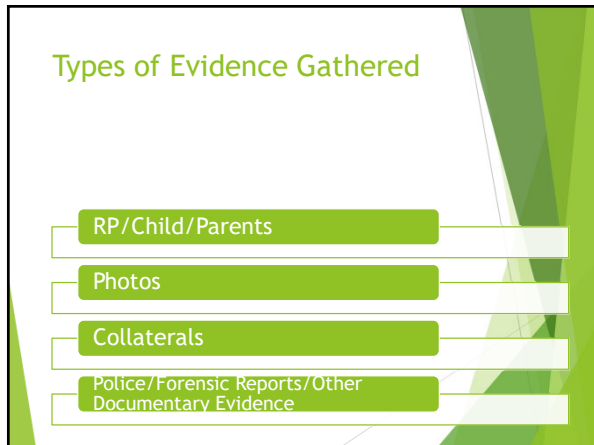 Types of Evidence Gathered
RP/Child/Parents
Photos
Collaterals
Police/Forensic Reports/Other
Documentary Evidence